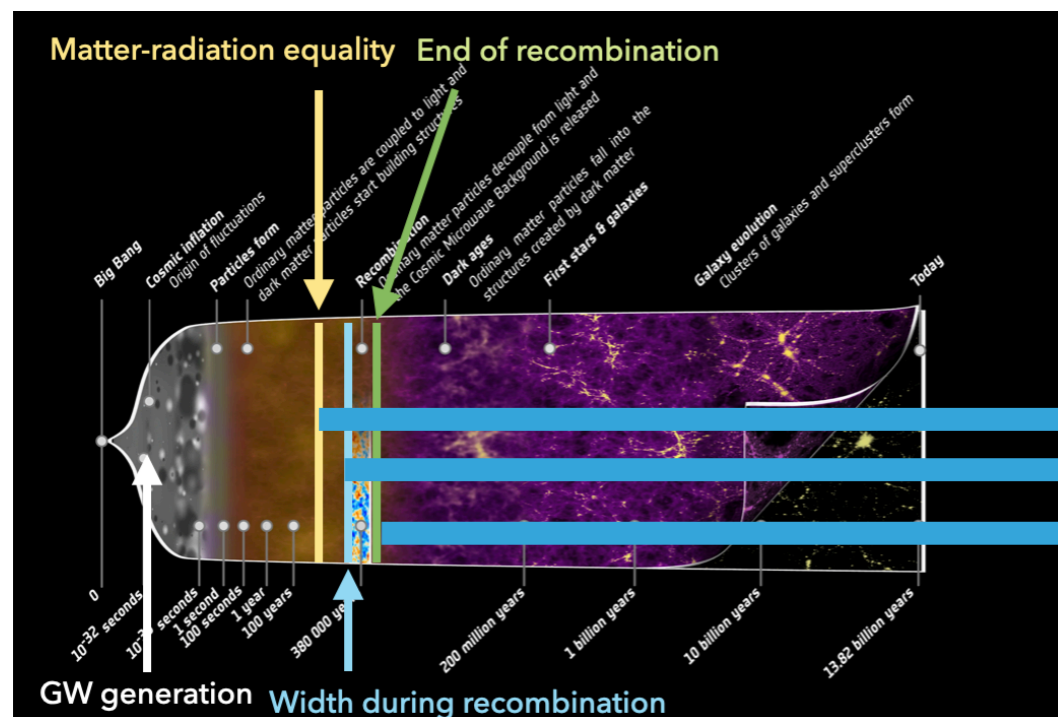 Matter-radiation equality
End of recombination
Big Bang
Cosmic inflation
Origin of fluctuations
Particles form
Ordinary matter particles are coupled to light and
dark matter particles start building structures
Recombination
Ordinary matter particles decouple from light and
the Cosmic Microwave Background is released
Dark ages
Ordinary matter particles fall into the
structures created by dark matter
First stars & galaxies
Galaxy evolution
Clusters of galaxies and superclusters form
Today
0
10-32 seconds
seconds
1 second
100 seconds
1 year
100 years
380 000
200 million years
1 billion years
10 billion years
13.82 billion years
GW generation
Width during recombination